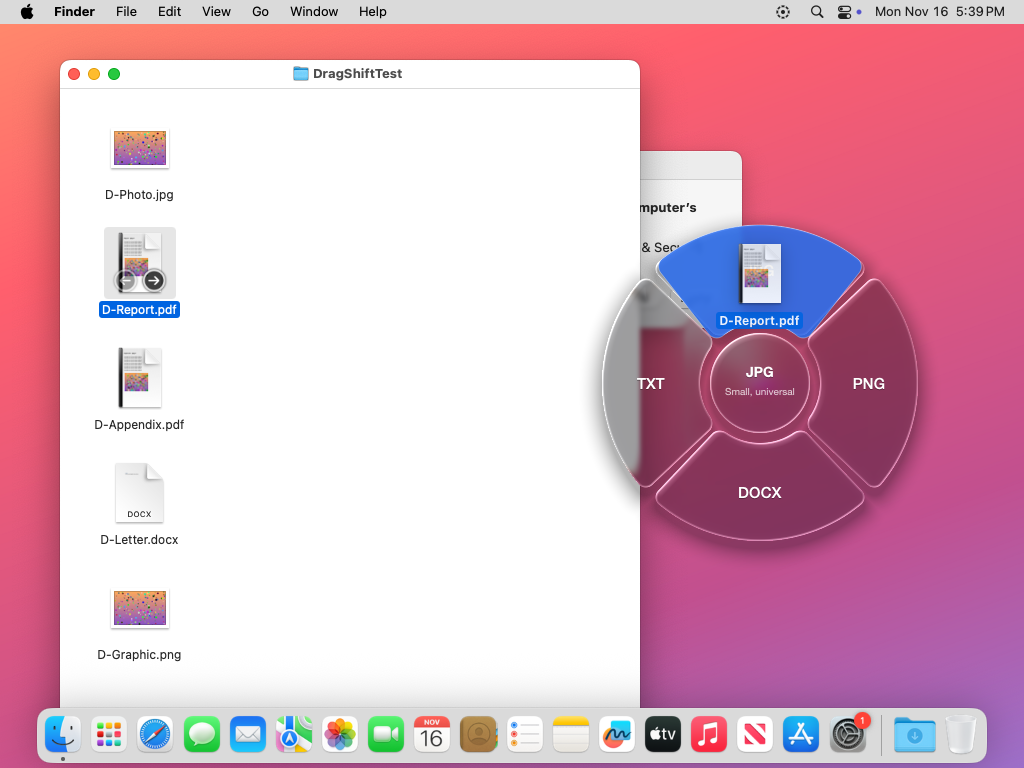 Finder File Edit View Go Window Help Mon Nov 16 5:39 PM
DragShiftTest
D-Photo.jpg
D-Report.pdf
D-Appendix.pdf
DOCX
D-Letter.docx
D-Graphic.png
mputer’s
& Secu
D-Report.pdf
TXT
JPG
Small, universal
PNG
DOCX
NOV
16
tv
1